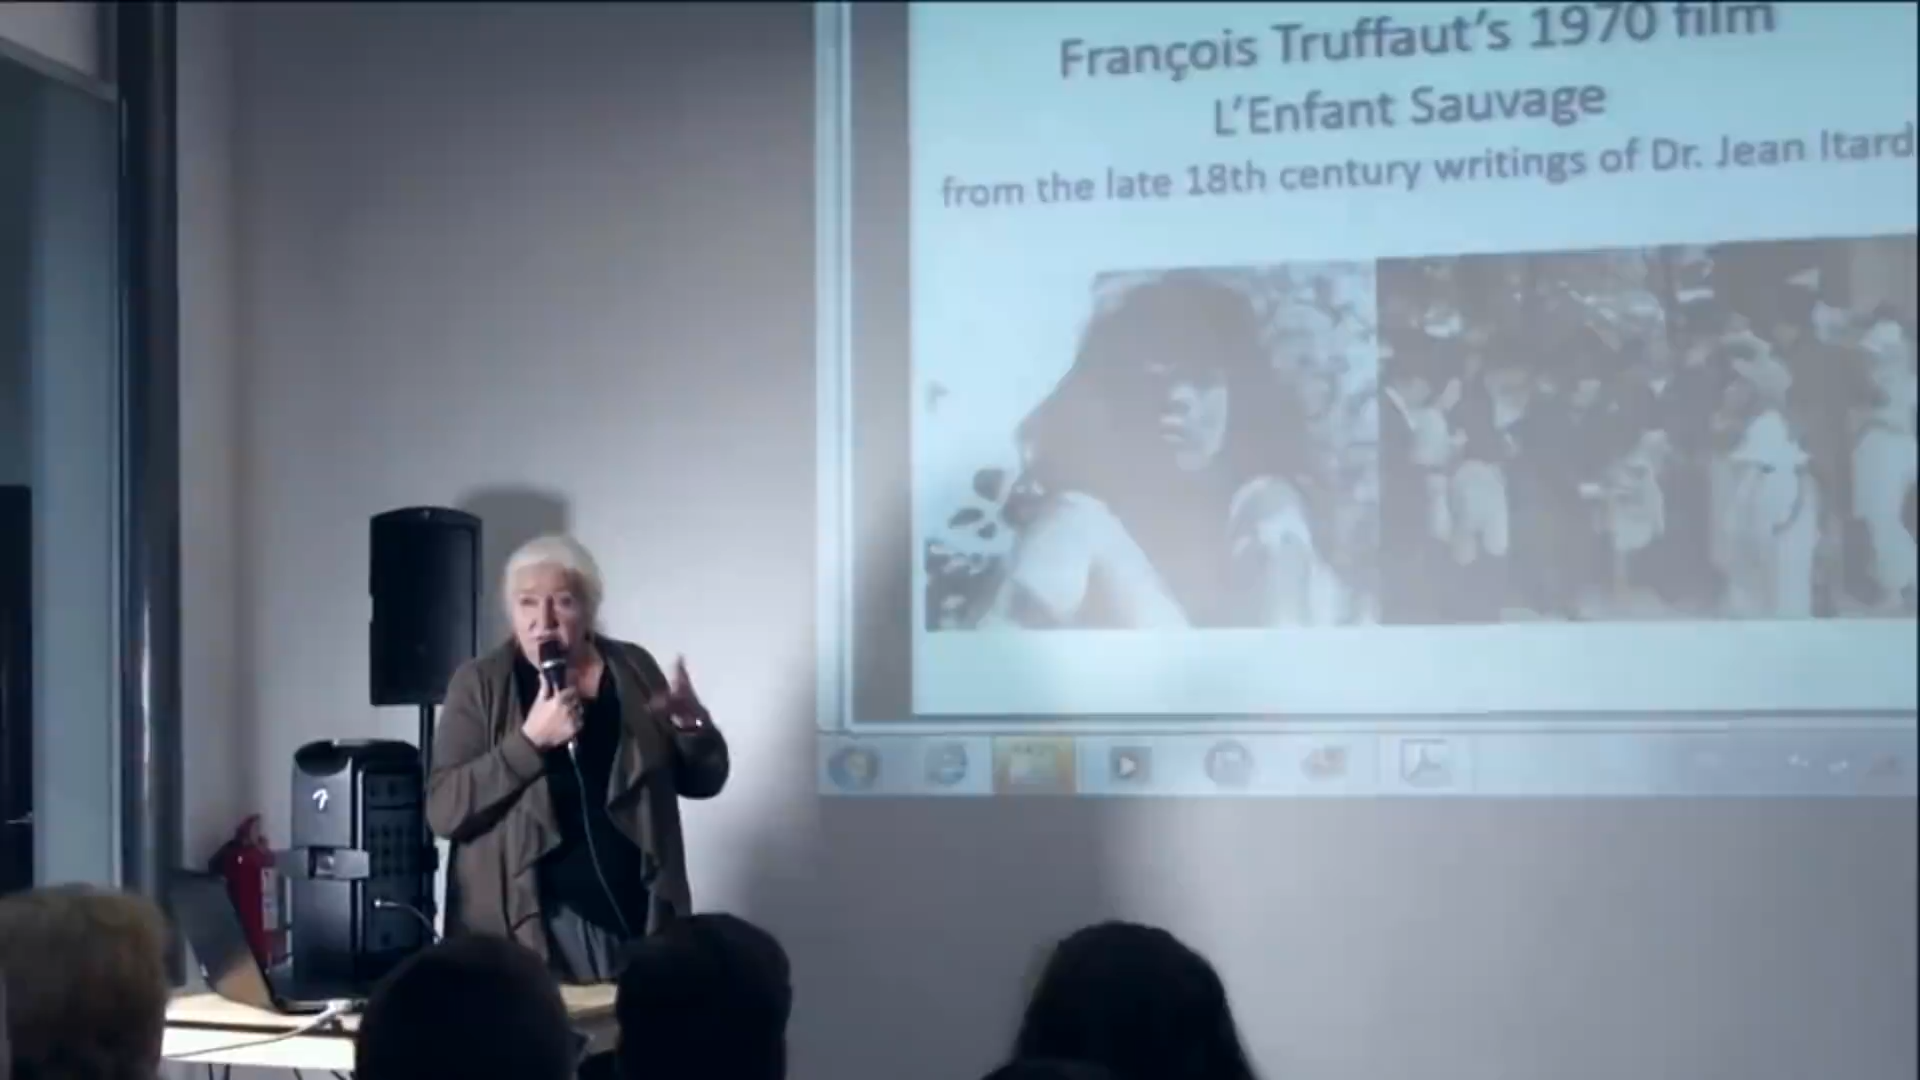 François Truffaut's 1970 film
L'Enfant Sauvage
from the late 18th century writings of Dr. Jean Itard